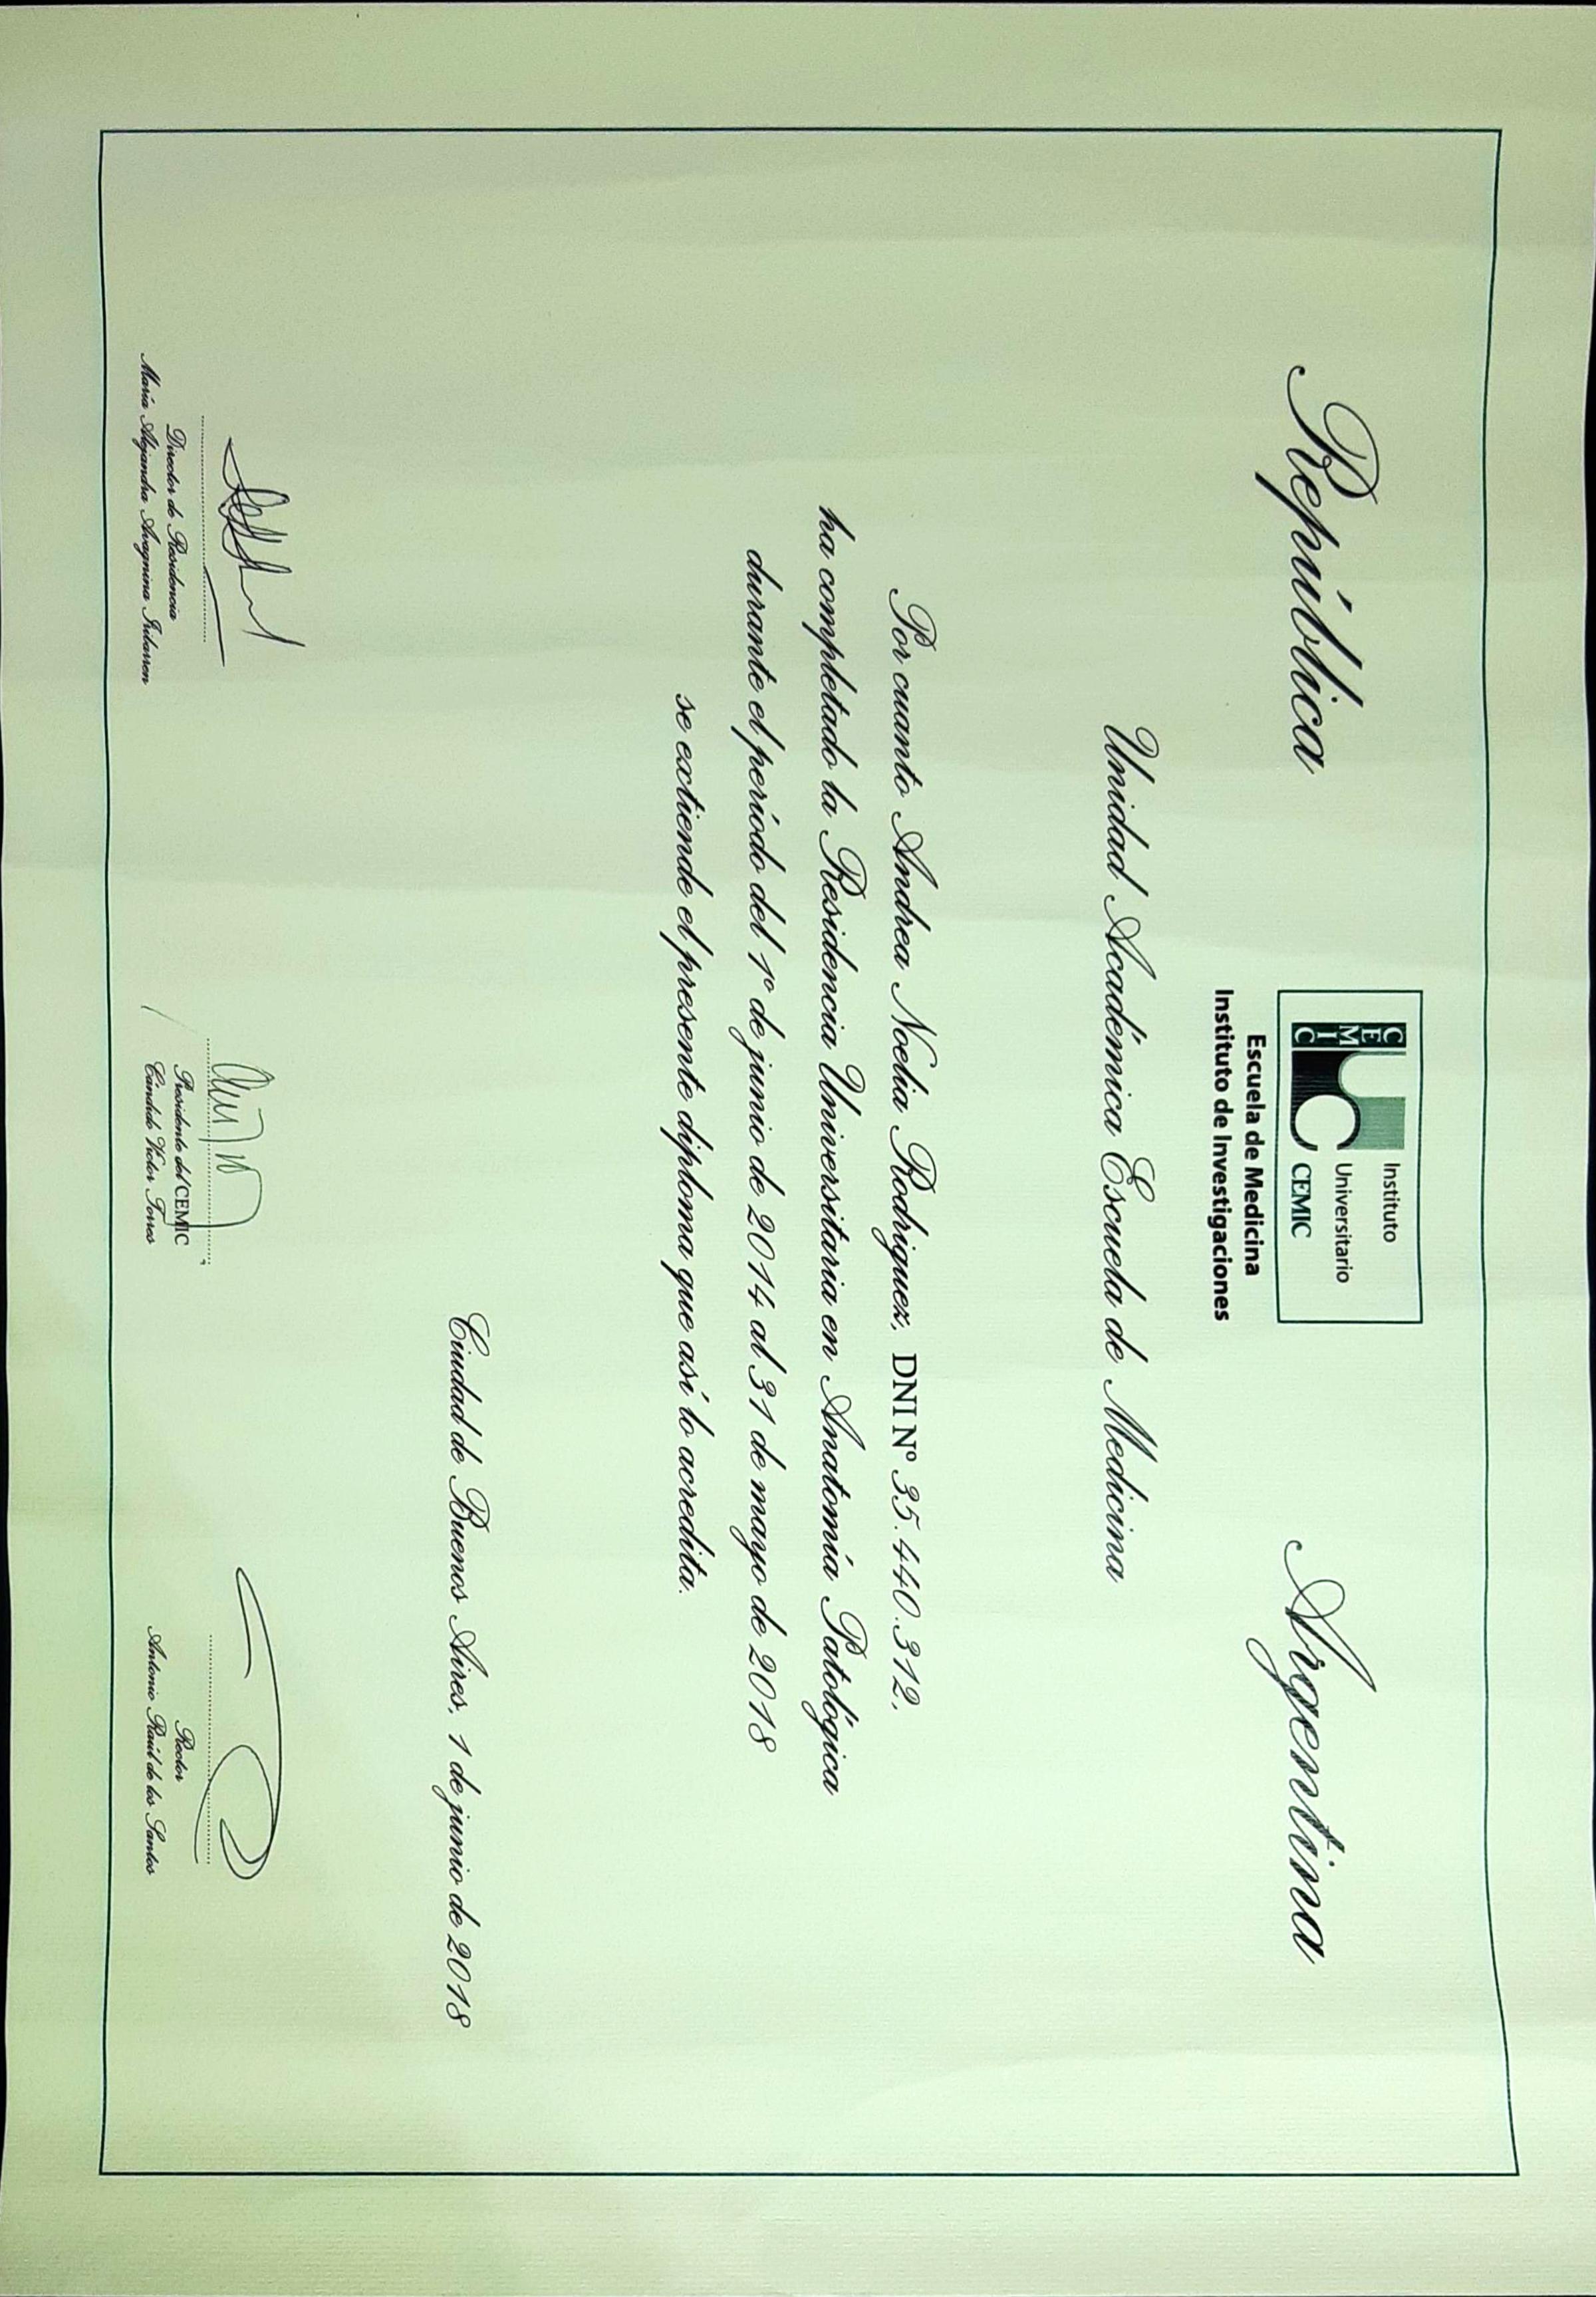 República
Argentina
CEMIC
Instituto
Universitario
CEMIC
Escuela de Medicina
Instituto de Investigaciones
Unidad Académica Escuela de Medicina
Por cuanto Andrea Noelia Rodriguez, DNI Nº 35.440.312,
ha completado la Residencia Universitaria en Anatomía Patológica
durante el período del 1º de junio de 2014 al 31 de mayo de 2018
se extiende el presente diploma que así lo acredita.
Ciudad de Buenos Aires, 1 de junio de 2018
Director de Residencia
María Alejandra Avagnina Iribarren
Presidente del CEMIC
Cándido Víctor Torres
Rector
Antonio Raúl de los Santos